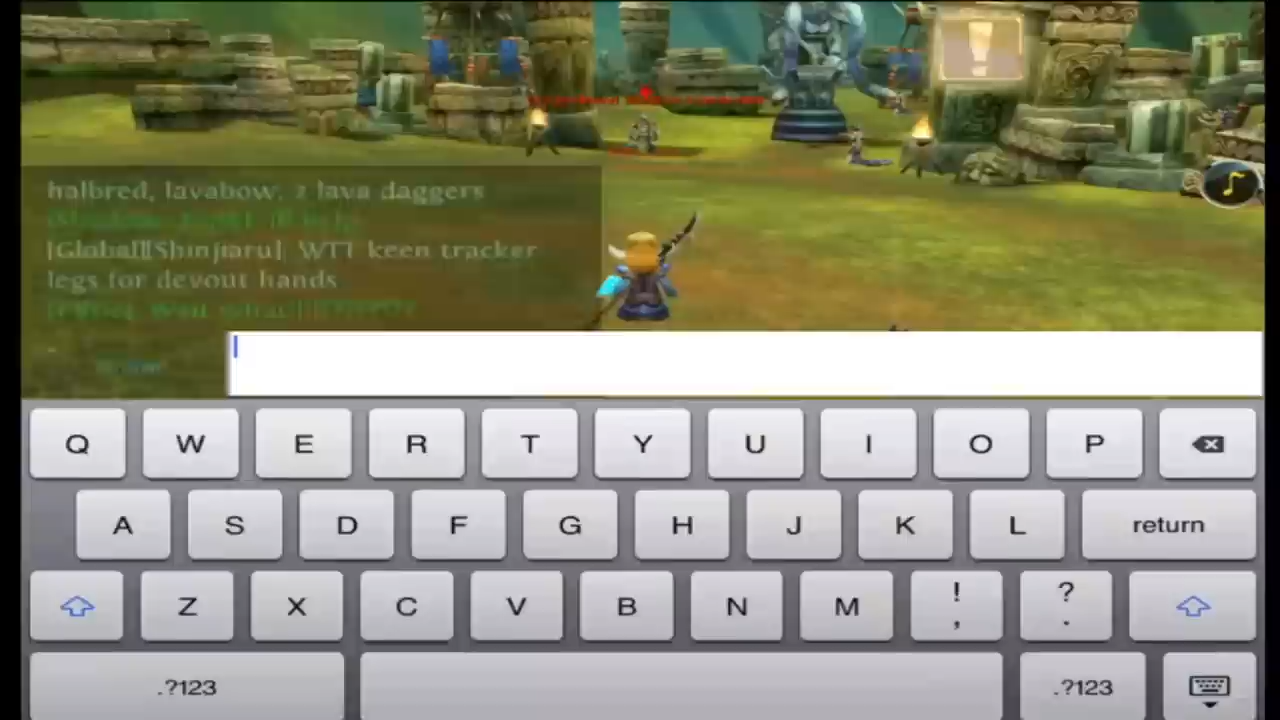 !
halbred, lavabow, 2 lava daggers
[Global][Shinjiaru]: WTT keen tracker
legs for devout hands
Q W E R T Y U I O P
A S D F G H J K L return
Z X C V B N M ! , ? .
.?123 .?123